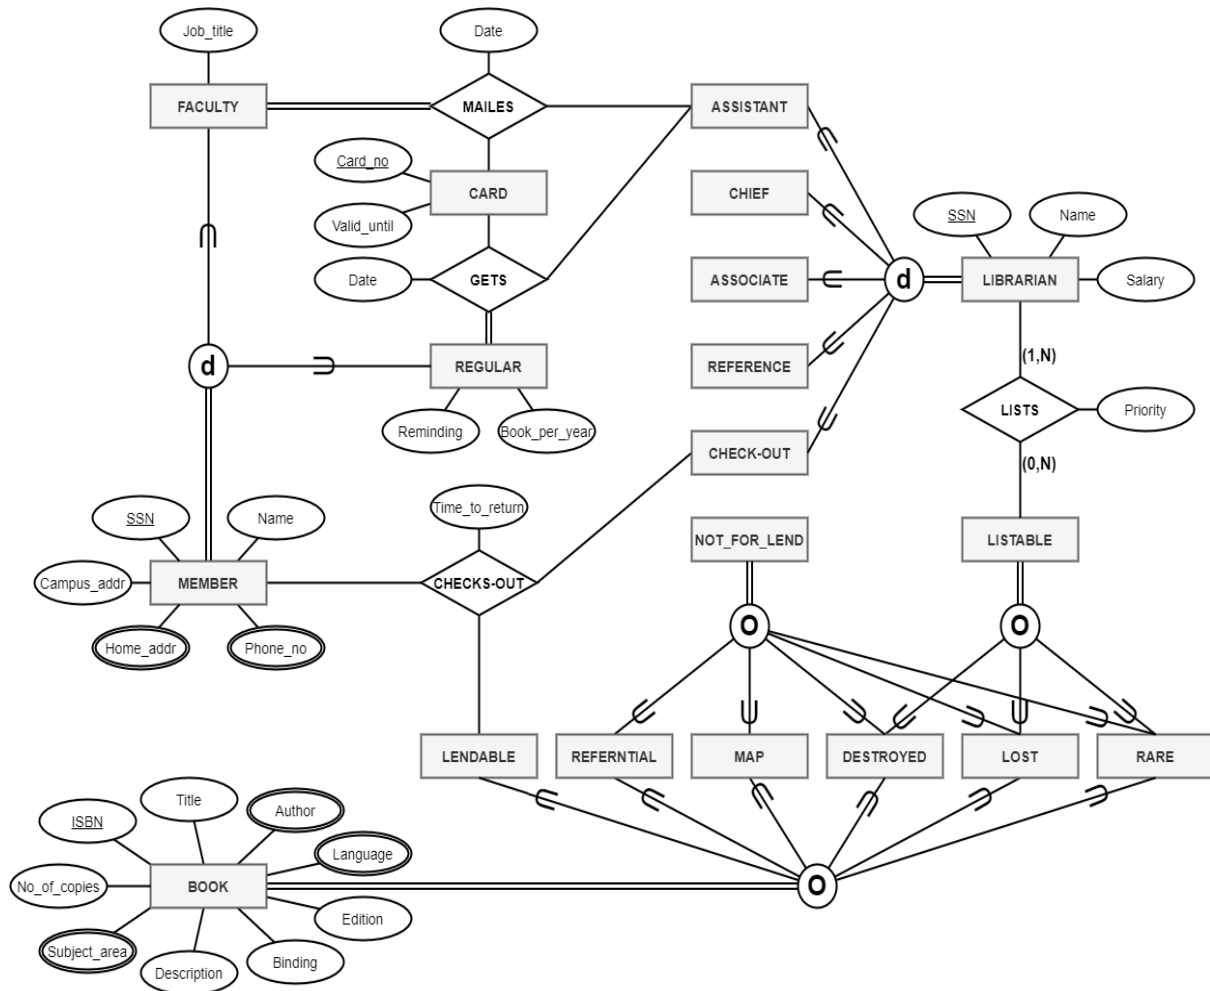 Job_title
Date
FACULTY
MAILES
ASSISTANT
Card_no
CARD
CHIEF
SSN
Name
Valid_until
Date
GETS
ASSOCIATE
d
LIBRARIAN
Salary
d
REGULAR
REFERENCE
(1,N)
Reminding
Book_per_year
LISTS
Priority
CHECK-OUT
(0,N)
Time_to_return
SSN
Name
NOT_FOR_LEND
LISTABLE
Campus_addr
MEMBER
CHECKS-OUT
O
O
Home_addr
Phone_no
LENDABLE
REFERNTIAL
MAP
DESTROYED
LOST
RARE
Title
Author
ISBN
Language
No_of_copies
BOOK
O
Edition
Subject_area
Description
Binding